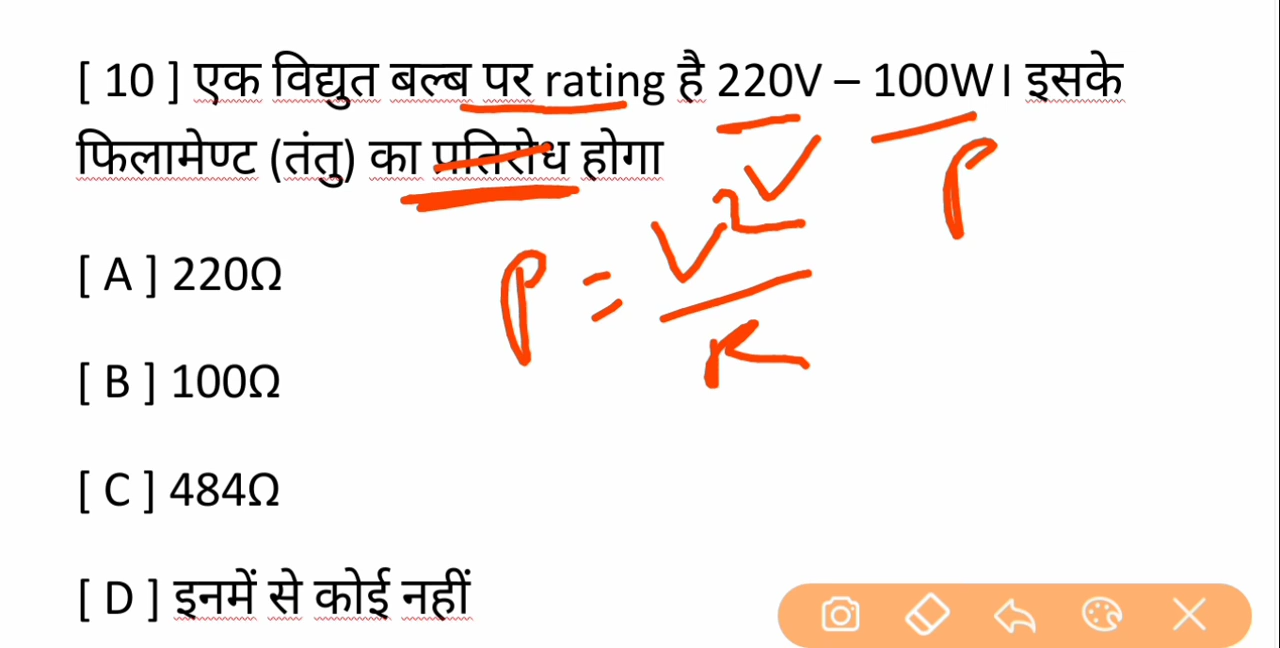 [ 10 ] एक विद्युत बल्ब पर rating है 220V – 100W। इसके
फिलामेण्ट (तंतु) का प्रतिरोध होगा
V
P
P = V²/R
[ A ] 220Ω
[ B ] 100Ω
[ C ] 484Ω
[ D ] इनमें से कोई नहीं